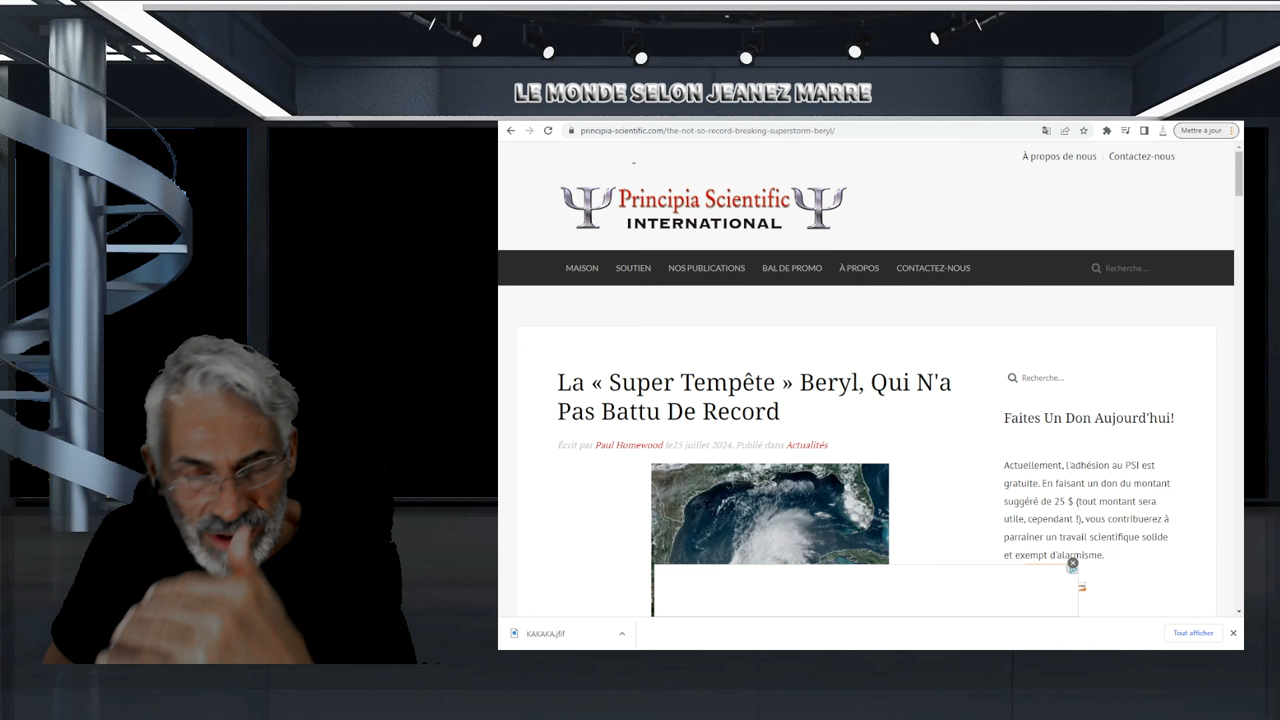 LE MONDE SELON JEANEZ MARRE
principia-scientific.com/the-not-so-record-breaking-superstorm-beryl/
Mettre à jour
À propos de nous
Contactez-nous
Principia Scientific
INTERNATIONAL
MAISON
SOUTIEN
NOS PUBLICATIONS
BAL DE PROMO
À PROPOS
CONTACTEZ-NOUS
Recherche...
La « Super Tempête » Beryl, Qui N'a
Pas Battu De Record
Écrit par Paul Homewood le25 juillet 2024. Publié dans Actualités
Recherche...
Faites Un Don Aujourd'hui!
Actuellement, l'adhésion au PSI est
gratuite. En faisant un don du montant
suggéré de 25 $ (tout montant sera
utile, cependant !), vous contribuerez à
parrainer un travail scientifique solide
et exempt d'alarmisme.
KAKAKA.jfif
Tout afficher